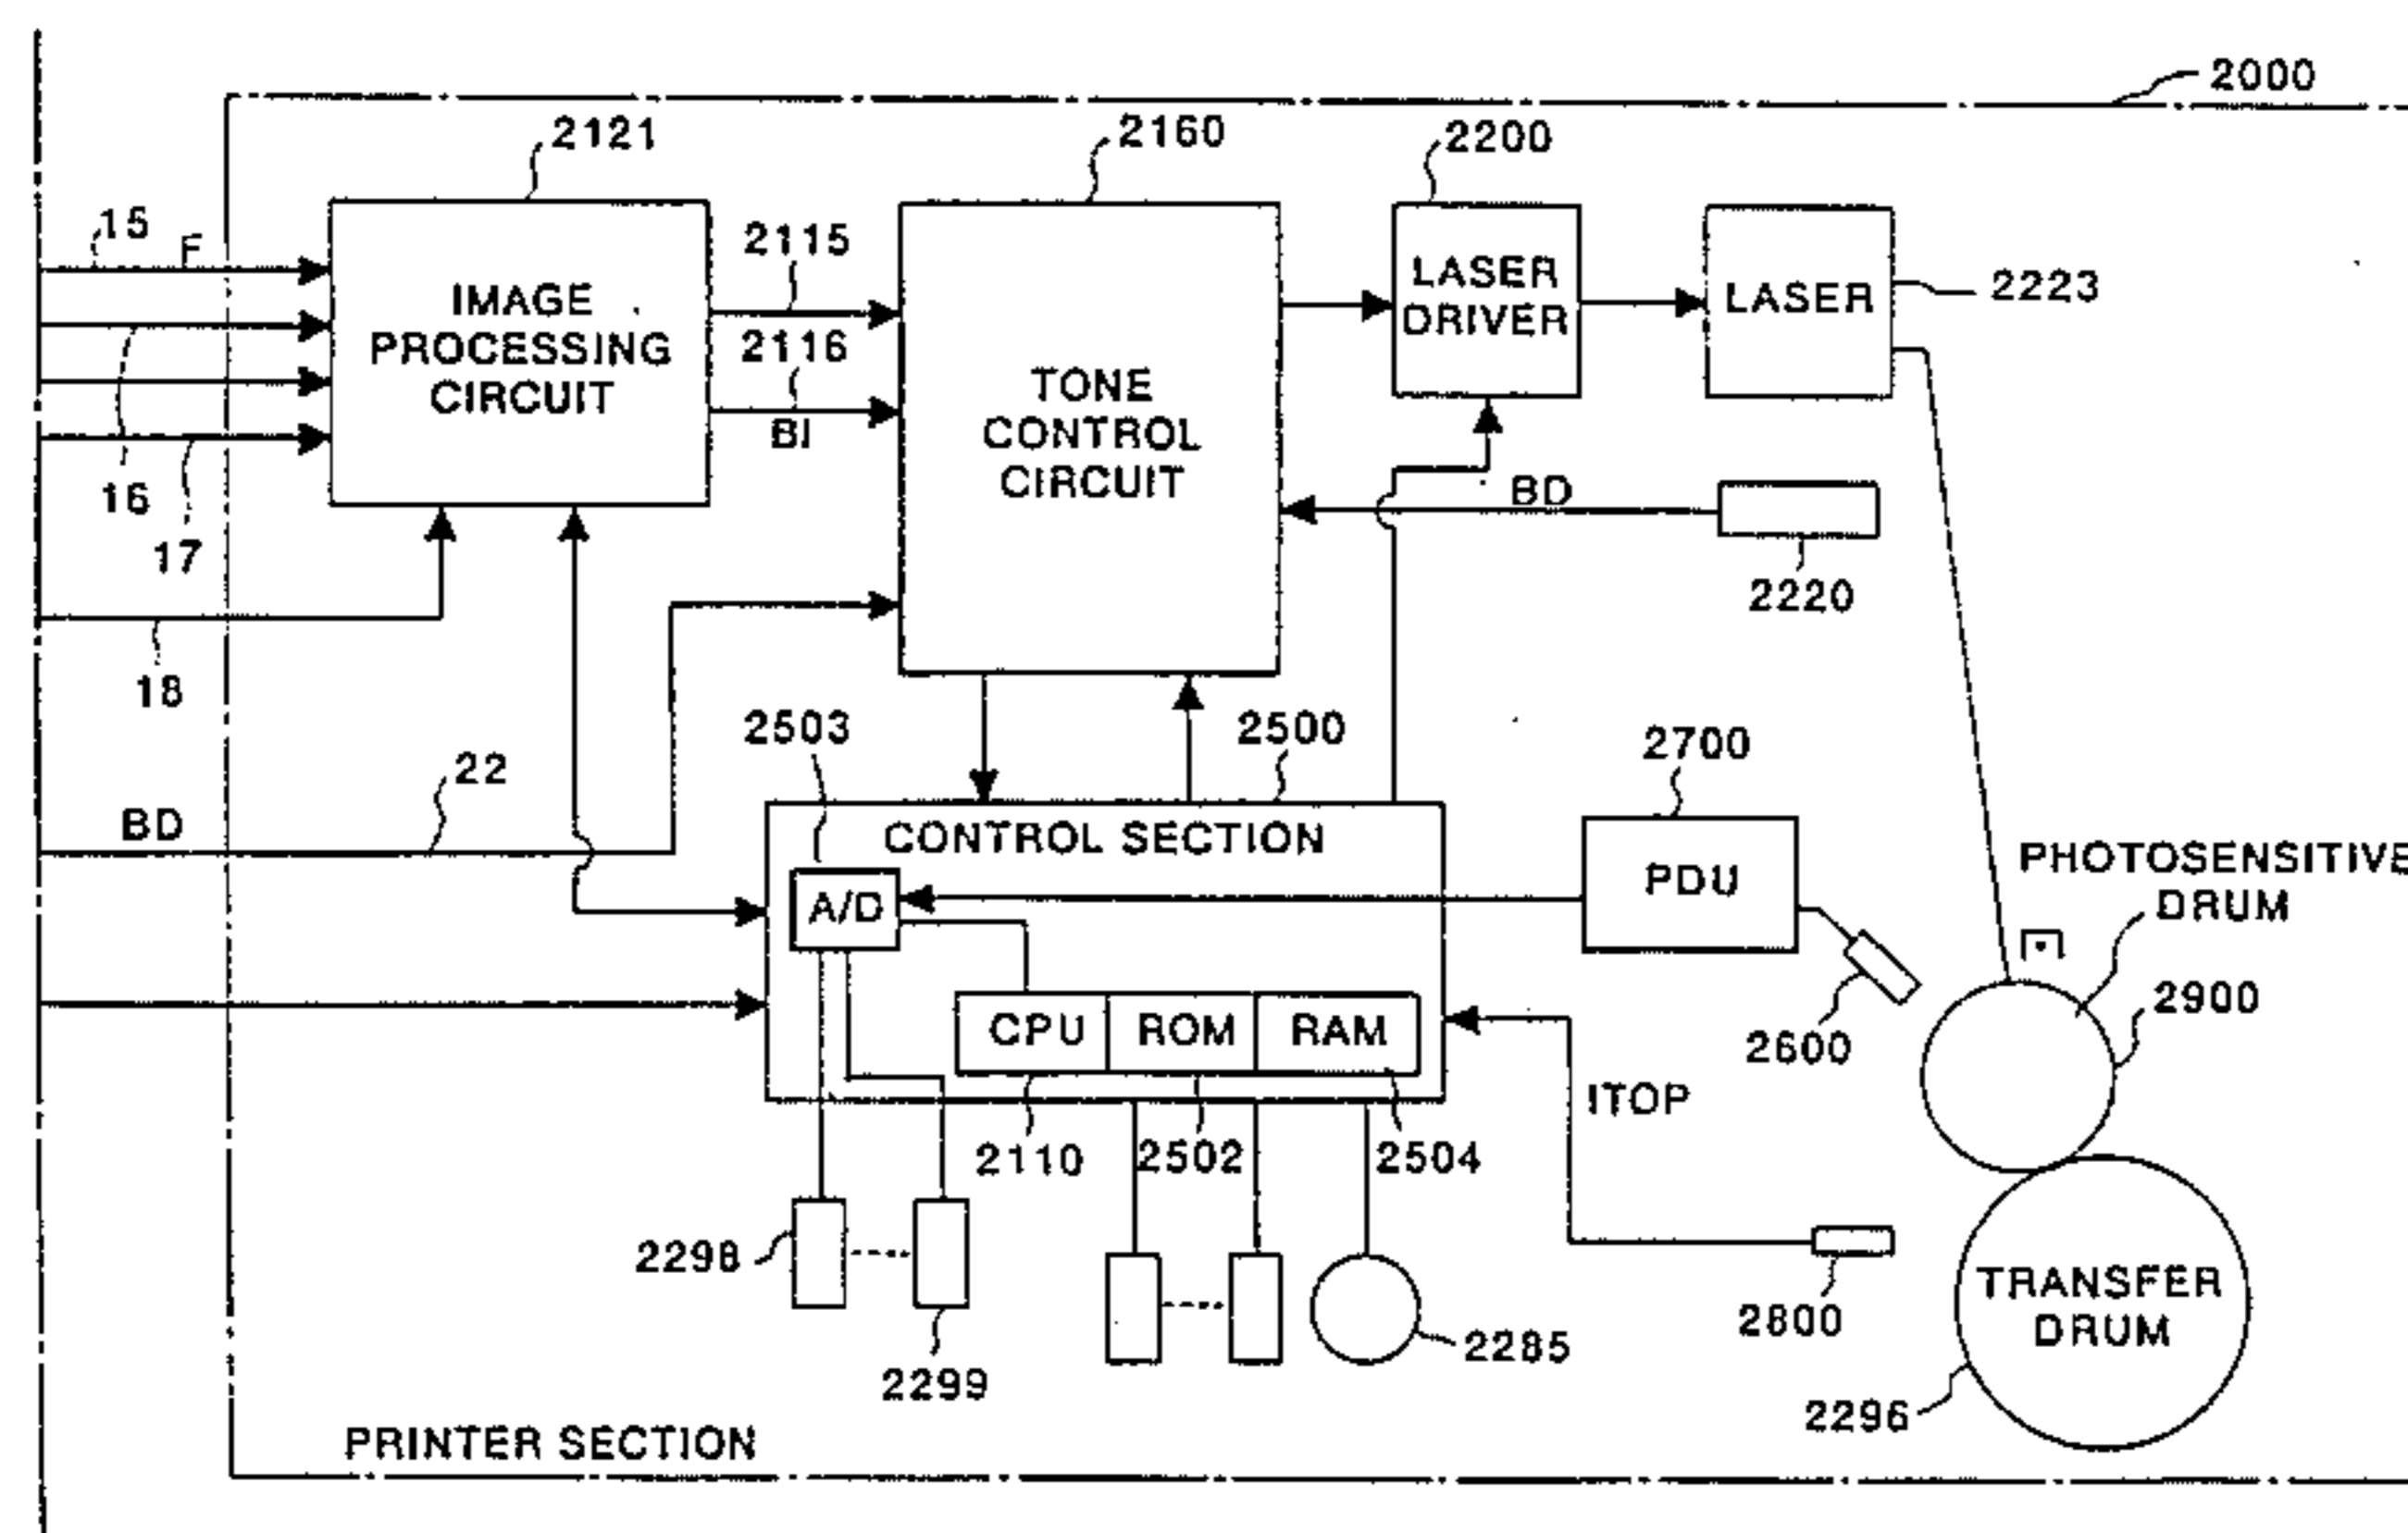 2000
2121
2160
2200
15
F
2115
LASER
DRIVER
LASER
2223
IMAGE
PROCESSING
CIRCUIT
2116
BI
TONE
CONTROL
CIRCUIT
16
17
BD
2220
18
2503
2500
2700
22
BD
CONTROL SECTION
A/D
PDU
PHOTOSENSITIVE
DRUM
CPU
ROM
RAM
2600
2900
ITOP
2110
2502
2504
2298
2299
2285
2800
TRANSFER
DRUM
2296
PRINTER SECTION